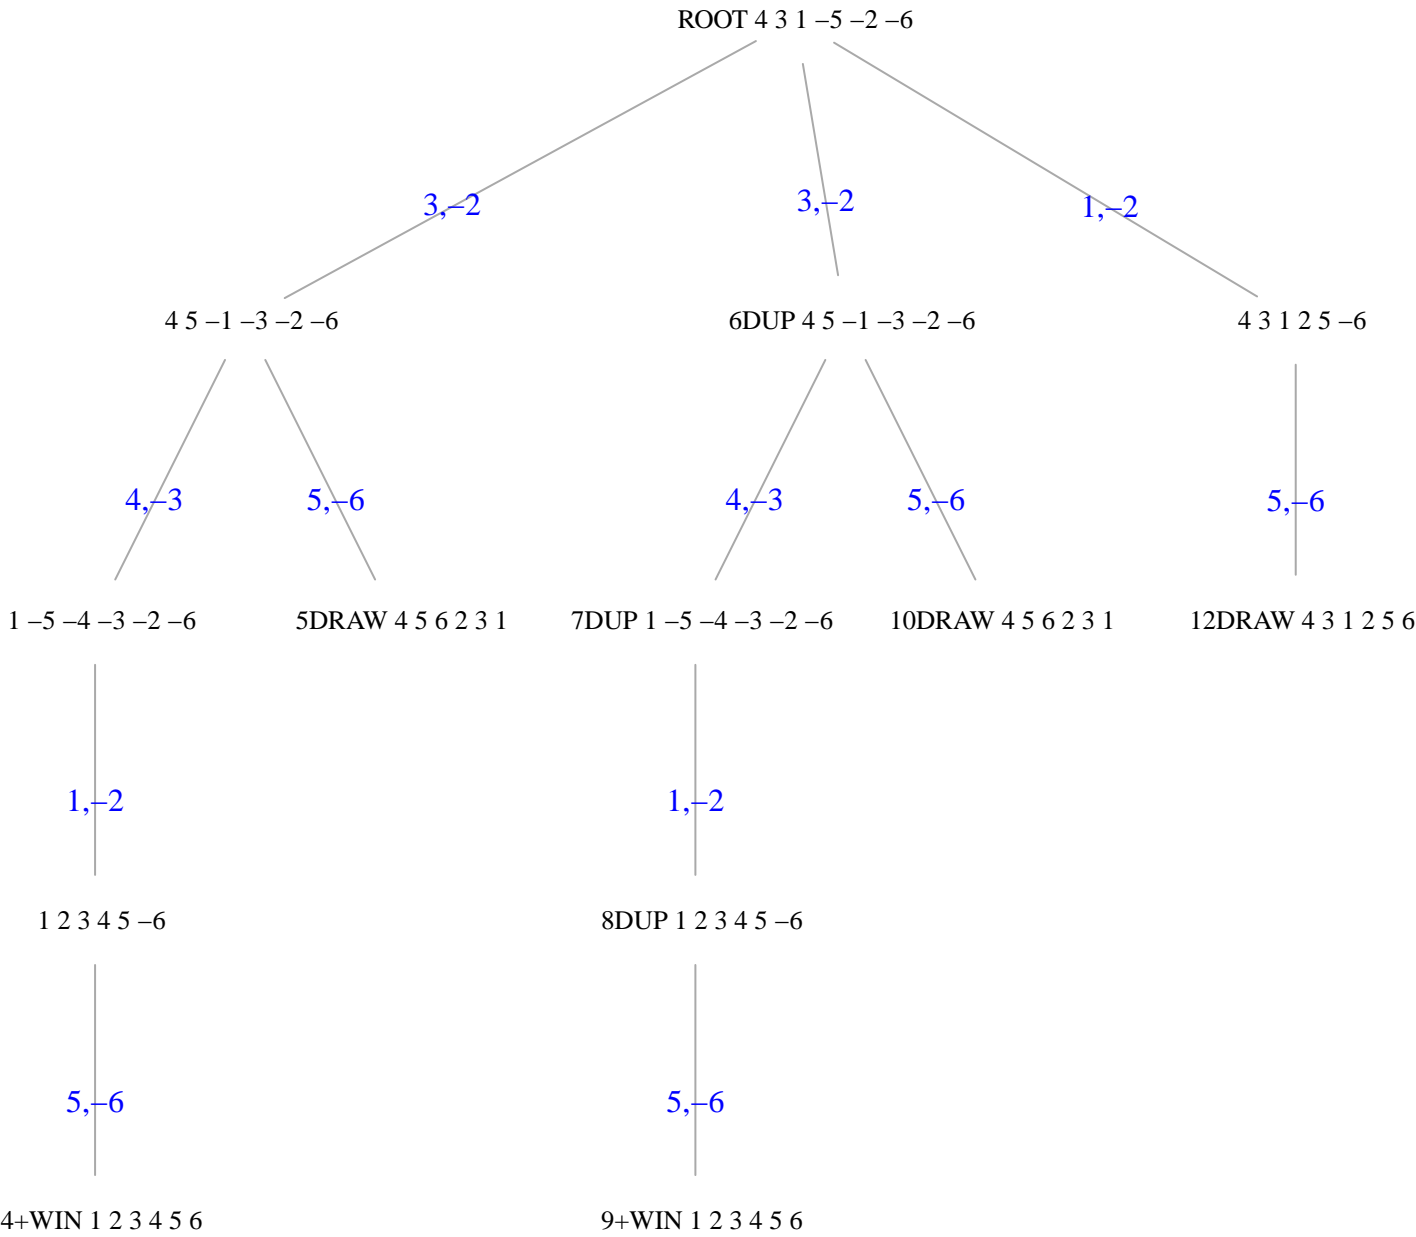 ROOT 4 3 1 –5 –2 –6
3,–2
3,–2
1,–2
4 5 –1 –3 –2 –6
6DUP 4 5 –1 –3 –2 –6
4 3 1 2 5 –6
4,–3
5,–6
4,–3
5,–6
5,–6
1 –5 –4 –3 –2 –6
5DRAW 4 5 6 2 3 1
7DUP 1 –5 –4 –3 –2 –6
10DRAW 4 5 6 2 3 1
12DRAW 4 3 1 2 5 6
1,–2
1,–2
1 2 3 4 5 –6
8DUP 1 2 3 4 5 –6
5,–6
5,–6
4+WIN 1 2 3 4 5 6
9+WIN 1 2 3 4 5 6